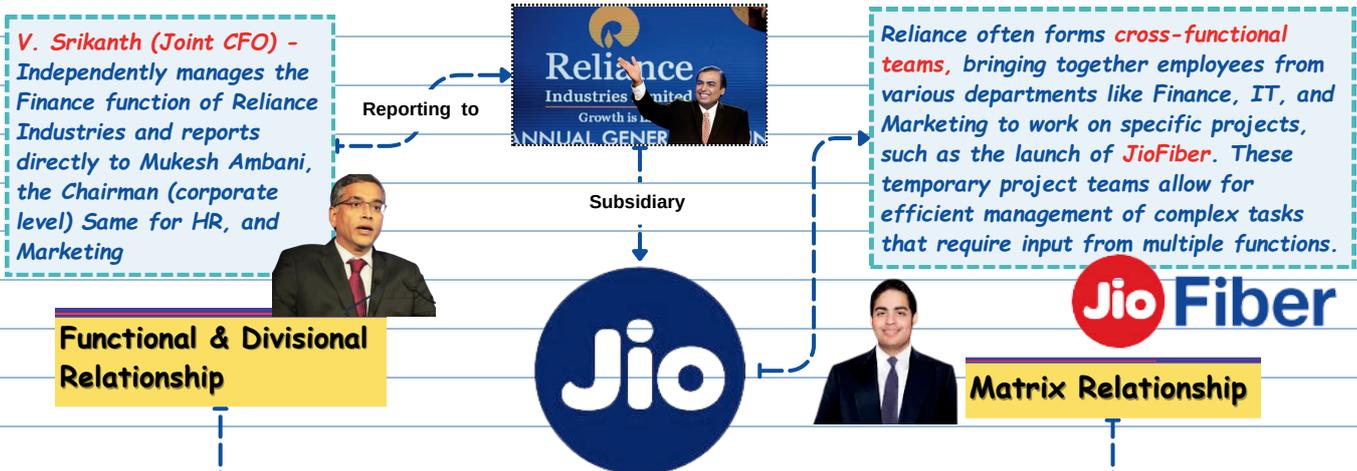 V. Srikanth (Joint CFO) -
Independently manages the
Finance function of Reliance
Industries and reports
directly to Mukesh Ambani,
the Chairman (corporate
level) Same for HR, and
Marketing
Reporting to
Reliance
Industries Limited
Growth is
ANNUAL GENER
Subsidiary
Reliance often forms cross-functional
teams, bringing together employees from
various departments like Finance, IT, and
Marketing to work on specific projects,
such as the launch of JioFiber. These
temporary project teams allow for
efficient management of complex tasks
that require input from multiple functions.
Jio Fiber
Functional & Divisional
Relationship
Jio
Matrix Relationship